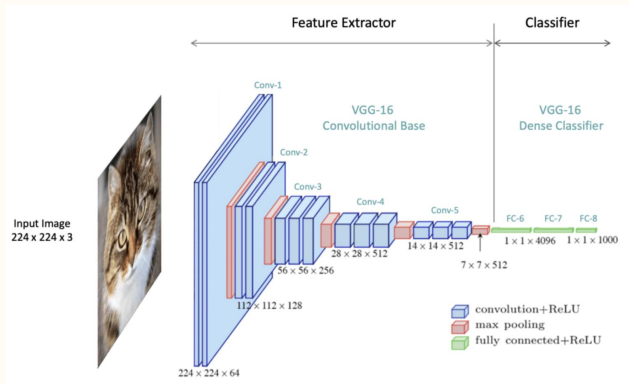 Feature Extractor
Classifier
Conv-1
VGG-16
Convolutional Base
VGG-16
Dense Classifier
Conv-2
Conv-3
Conv-4
Conv-5
FC-6
FC-7
FC-8
Input Image
224 x 224 x 3
1 × 1 × 4096
1 × 1 × 1000
14 × 14 × 512
28 × 28 × 512
7 × 7 × 512
56 × 56 × 256
112 × 112 × 128
224 × 224 × 64
convolution+ReLU
max pooling
fully connected+ReLU